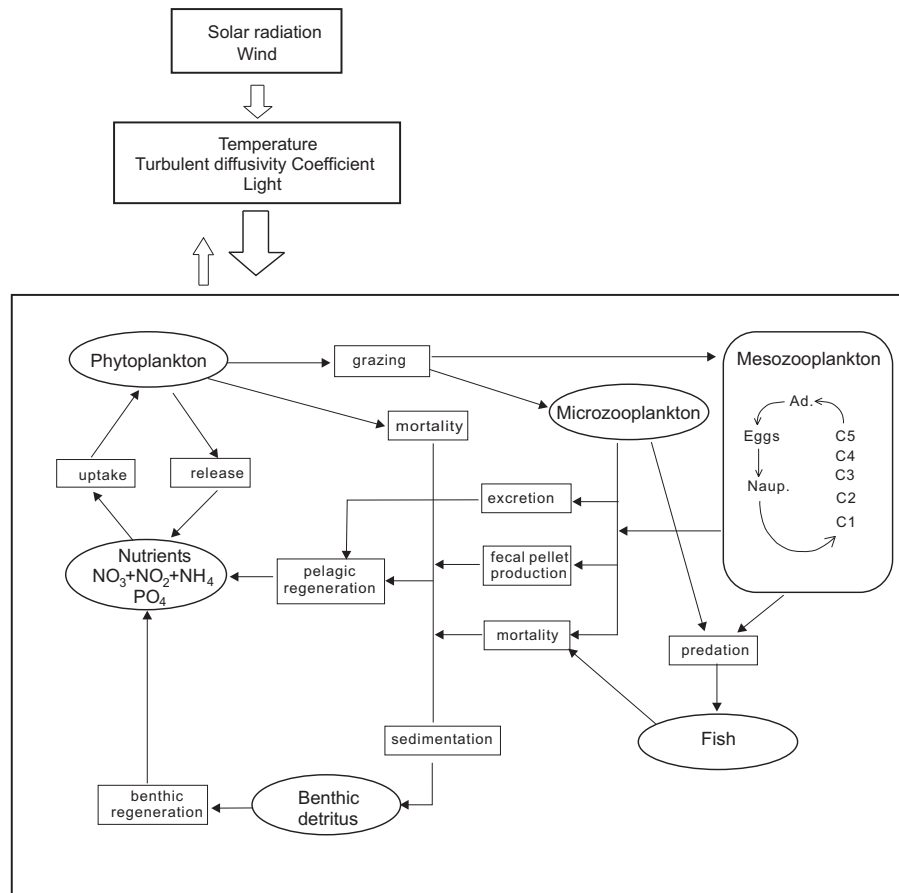 Solar radiation
Wind
Temperature
Turbulent diffusivity Coefficient
Light
Phytoplankton
grazing
Mesozooplankton
Microzooplankton
mortality
Ad.
Eggs
C5
C4
C3
Naup.
C2
C1
uptake
release
excretion
Nutrients
NO3+NO2+NH4
PO4
pelagic
regeneration
fecal pellet
production
mortality
predation
sedimentation
Fish
benthic
regeneration
Benthic
detritus